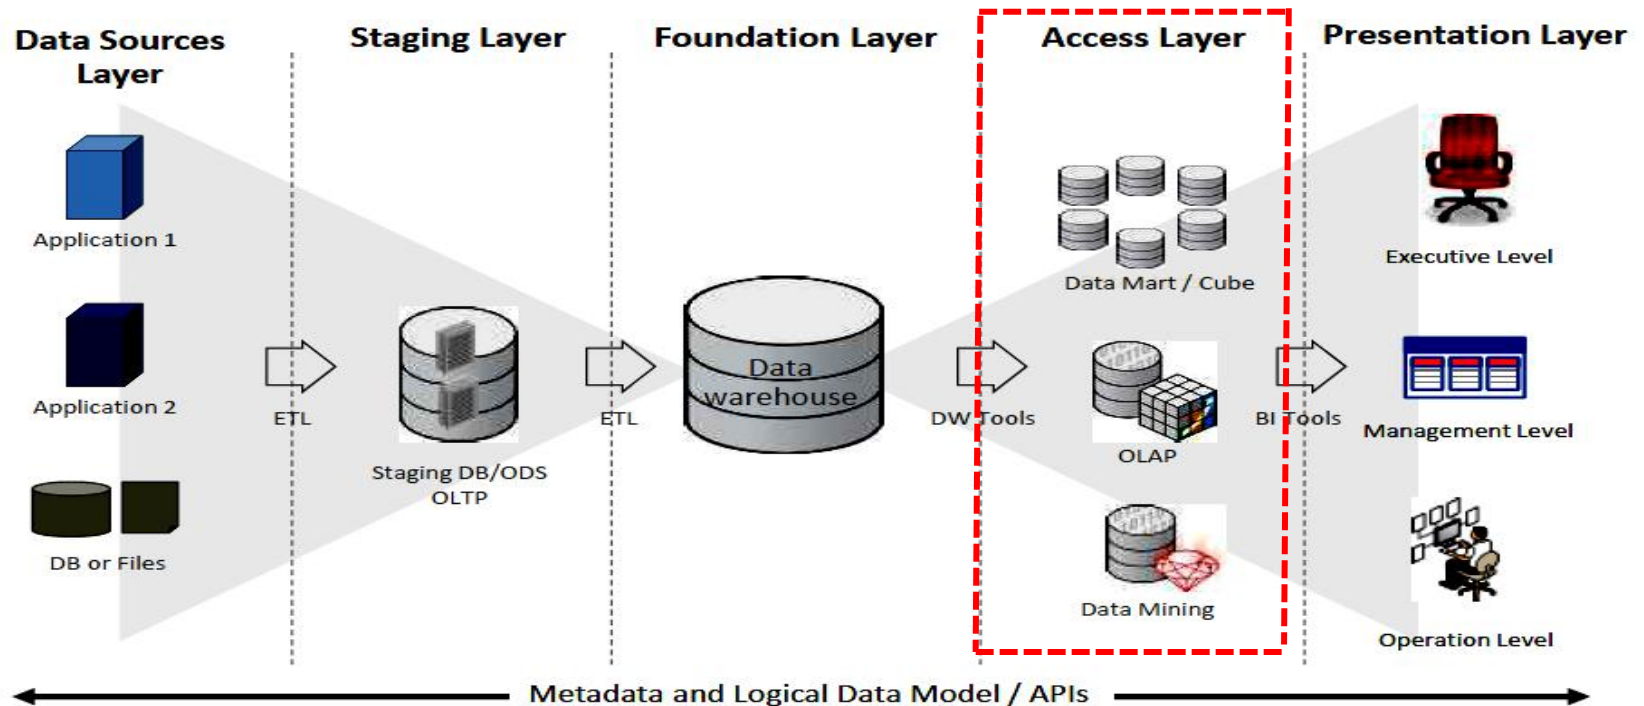 Data Sources
Layer
Staging Layer
Foundation Layer
Access Layer
Presentation Layer
Application 1
Application 2
DB or Files
ETL
Staging DB/ODS
OLTP
ETL
Data
warehouse
DW Tools
Data Mart / Cube
OLAP
Data Mining
BI Tools
Executive Level
Management Level
Operation Level
Metadata and Logical Data Model / APIs